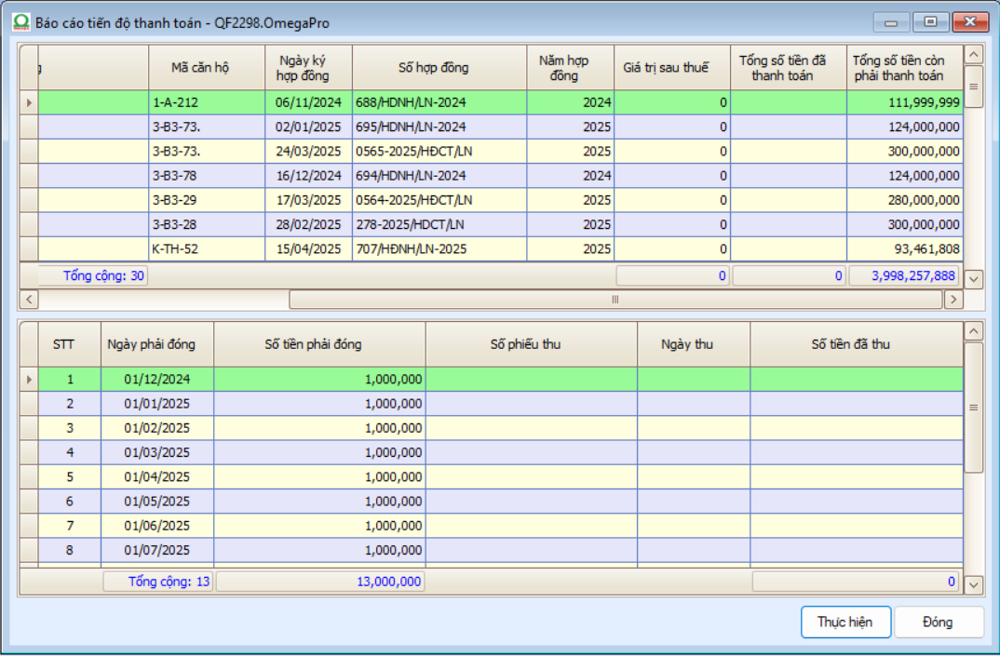 Báo cáo tiến độ thanh toán - QF2298.OmegaPro
Mã căn hộ Ngày ký hợp đồng Số hợp đồng Năm hợp đồng Giá trị sau thuế Tổng số tiền đã thanh toán Tổng số tiền còn phải thanh toán
1-A-212 06/11/2024 688/HDNH/LN-2024 2024 0 111,999,999
3-B3-73. 02/01/2025 695/HDNH/LN-2024 2025 0 124,000,000
3-B3-73. 24/03/2025 0565-2025/HĐCT/LN 2025 0 300,000,000
3-B3-78 16/12/2024 694/HDNH/LN-2024 2024 0 124,000,000
3-B3-29 17/03/2025 0564-2025/HĐCT/LN 2025 0 280,000,000
3-B3-28 28/02/2025 278-2025/HDCT/LN 2025 0 300,000,000
K-TH-52 15/04/2025 707/HĐNH/LN-2025 2025 0 93,461,808
Tổng cộng: 30 0 0 3,998,257,888
STT Ngày phải đóng Số tiền phải đóng Số phiếu thu Ngày thu Số tiền đã thu
1 01/12/2024 1,000,000
2 01/01/2025 1,000,000
3 01/02/2025 1,000,000
4 01/03/2025 1,000,000
5 01/04/2025 1,000,000
6 01/05/2025 1,000,000
7 01/06/2025 1,000,000
8 01/07/2025 1,000,000
Tổng cộng: 13 13,000,000 0
Thực hiện Đóng